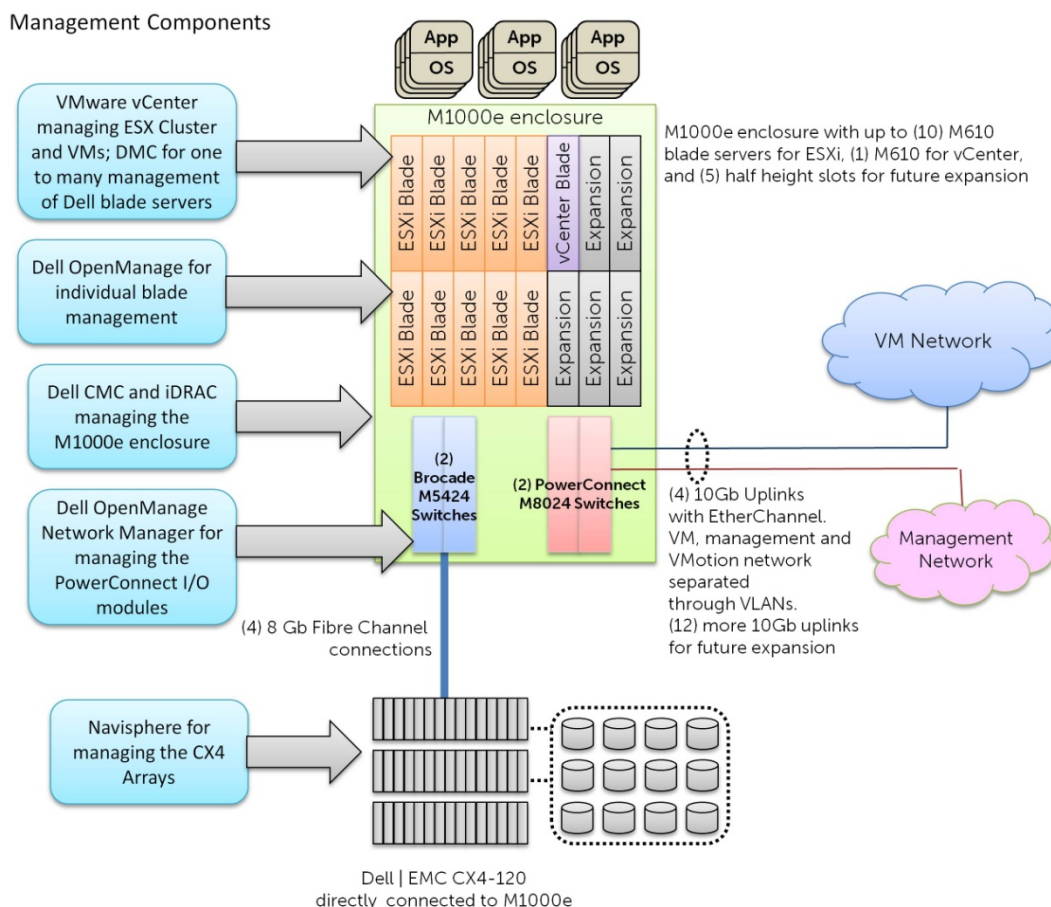 Management Components
App
OS
App
OS
App
OS
VMware vCenter
managing ESX Cluster
and VMs; DMC for one
to many management
of Dell blade servers
M1000e enclosure
ESXi Blade
ESXi Blade
ESXi Blade
ESXi Blade
ESXi Blade
vCenter Blade
Expansion
Expansion
M1000e enclosure with up to (10) M610
blade servers for ESXi, (1) M610 for vCenter,
and (5) half height slots for future expansion
Dell OpenManage for
individual blade
management
ESXi Blade
ESXi Blade
ESXi Blade
ESXi Blade
ESXi Blade
Expansion
Expansion
Expansion
VM Network
Dell CMC and iDRAC
managing the
M1000e enclosure
(2)
Brocade
M5424
Switches
(2) PowerConnect
M8024 Switches
(4) 10Gb Uplinks
with EtherChannel.
VM, management and
VMotion network
separated
through VLANs.
(12) more 10Gb uplinks
for future expansion
Management
Network
Dell OpenManage
Network Manager for
managing the
PowerConnect I/O
modules
(4) 8 Gb Fibre Channel
connections
Navisphere for
managing the CX4
Arrays
Dell | EMC CX4-120
directly connected to M1000e